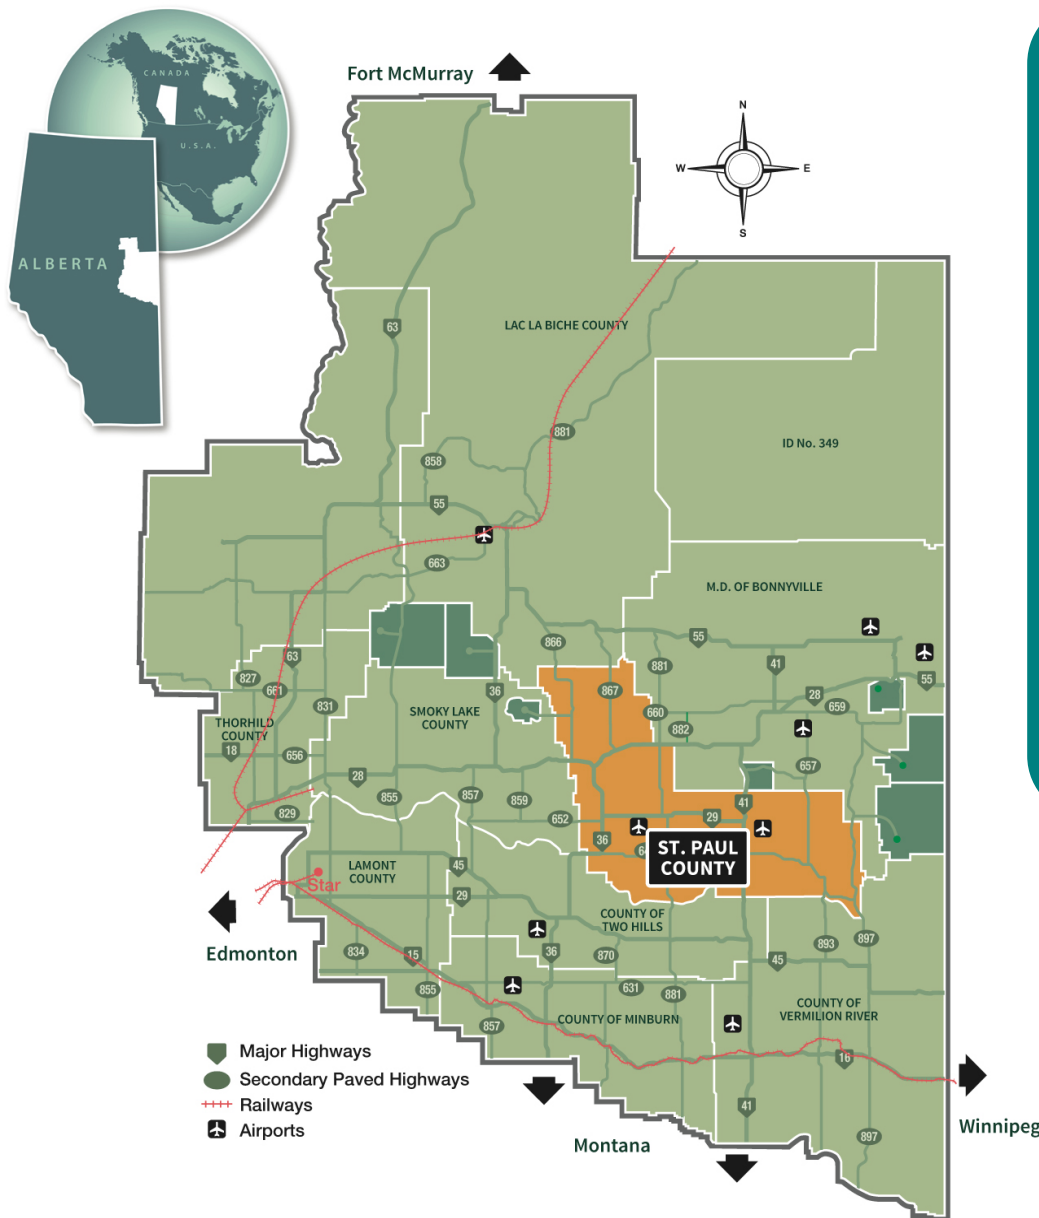 Fort McMurray
CANADA
U.S.A.
ALBERTA
N
W
E
S
63
LAC LA BICHE COUNTY
881
858
ID No. 349
55
663
M.D. OF BONNYVILLE
866
55
881
41
63
827
661
831
36
867
28
55
659
660
882
SMOKY LAKE
COUNTY
THORHILD
COUNTY
18
656
657
28
855
857
859
829
652
41
29
36
ST. PAUL
COUNTY
LAMONT
COUNTY
45
Star
29
COUNTY OF
TWO HILLS
Edmonton
834
15
36
870
893
897
45
855
631
881
857
COUNTY OF MINBURN
COUNTY OF
VERMILION RIVER
16
41
897
Major Highways
Secondary Paved Highways
Railways
Airports
Montana
Winnipeg